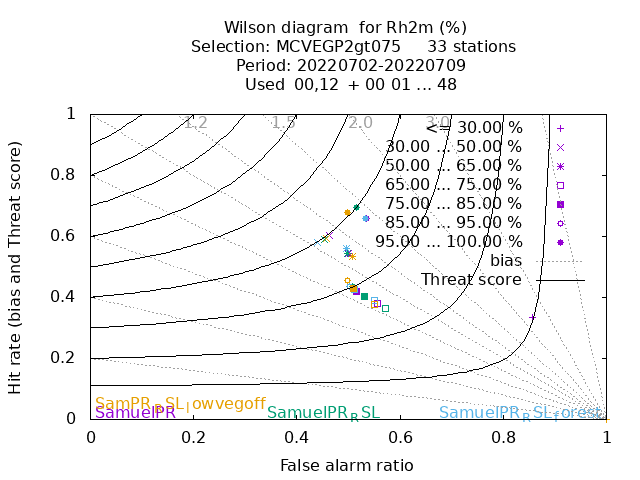 Wilson diagram  for Rh2m (%)
Selection: MCVEGP2gt075     33 stations
Period: 20220702-20220709
Used  00,12  + 00 01 ... 48
Hit rate (bias and Threat score)
1
0.8
0.6
0.4
0.2
0
1.2
1.5
2.0
3.0
<= 30.00 %
30.00 ... 50.00 %
50.00 ... 65.00 %
65.00 ... 75.00 %
75.00 ... 85.00 %
85.00 ... 95.00 %
95.00 ... 100.00 %
bias
Threat score
SamPR_RSL_lowvegoff
SamuelPR
SamuelPR_RSL
SamuelPR_RSL_forest
0
0.2
0.4
0.6
0.8
1
False alarm ratio